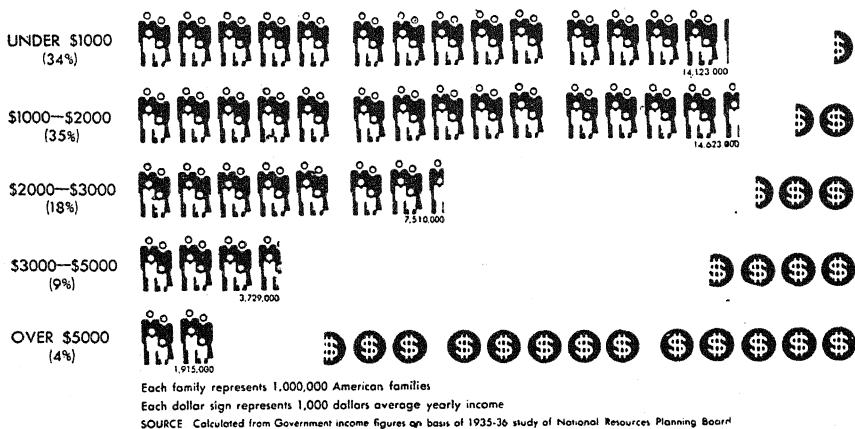 UNDER $1000
(34%)
14,123,000
$1000—$2000
(35%)
14,623,000
$2000—$3000
(18%)
7,510,000
$3000—$5000
(9%)
3,729,000
OVER $5000
(4%)
1,915,000
Each family represents 1,000,000 American families
Each dollar sign represents 1,000 dollars average yearly income
SOURCE Calculated from Government income figures on basis of 1935-36 study of National Resources Planning Board